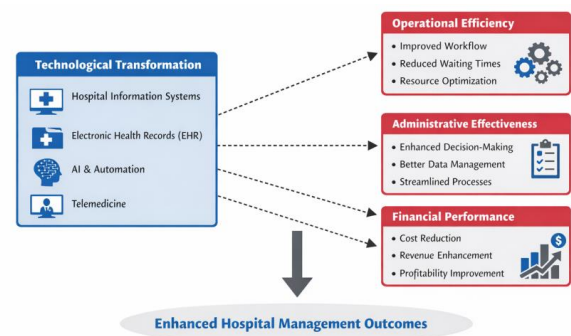 Technological Transformation
Hospital Information Systems
Electronic Health Records (EHR)
AI & Automation
Telemedicine
Operational Efficiency
• Improved Workflow
• Reduced Waiting Times
• Resource Optimization
Administrative Effectiveness
• Enhanced Decision-Making
• Better Data Management
• Streamlined Processes
Financial Performance
• Cost Reduction
• Revenue Enhancement
• Profitability Improvement
$
Enhanced Hospital Management Outcomes